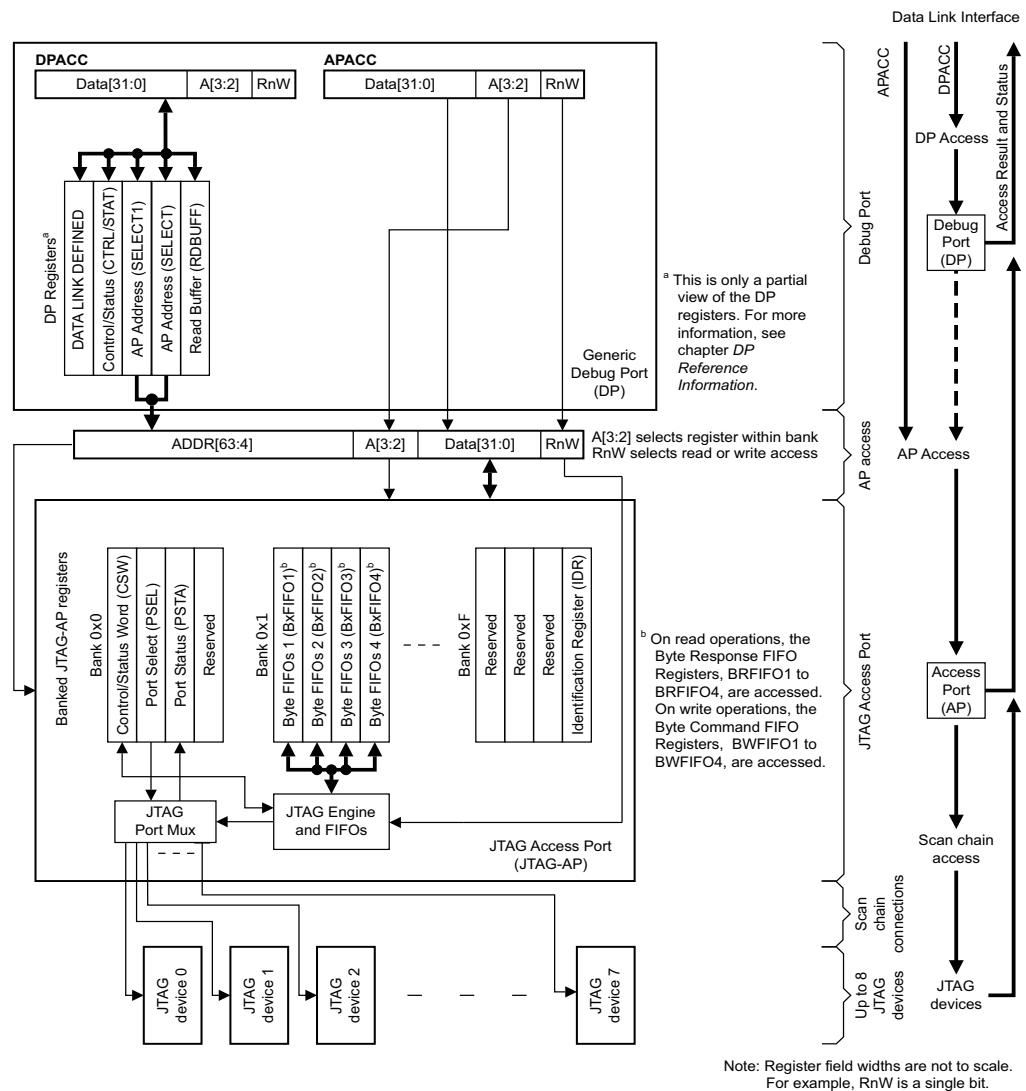 Data Link Interface
DPACC
Data[31:0]
A[3:2]
RnW
APACC
Data[31:0]
A[3:2]
RnW
DP Registersa
DATA LINK DEFINED
Control/Status (CTRL/STAT)
AP Address (SELECT1)
AP Address (SELECT)
Read Buffer (RDBUFF)
a This is only a partial
view of the DP
registers. For more
information, see
chapter DP
Reference
Information.
Generic
Debug Port
(DP)
Debug Port
APACC
DPACC
Access Result and Status
DP Access
Debug
Port
(DP)
ADDR[63:4]
A[3:2]
Data[31:0]
RnW
A[3:2] selects register within bank
RnW selects read or write access
AP access
AP Access
Banked JTAG-AP registers
Bank 0x0
Control/Status Word (CSW)
Port Select (PSEL)
Port Status (PSTA)
Reserved
Bank 0x1
Byte FIFOs 1 (BxFIFO1)b
Byte FIFOs 2 (BxFIFO2)b
Byte FIFOs 3 (BxFIFO3)b
Byte FIFOs 4 (BxFIFO4)b
Bank 0xF
Reserved
Reserved
Reserved
Identification Register (IDR)
b On read operations, the
Byte Response FIFO
Registers, BRFIFO1 to
BRFIFO4, are accessed.
On write operations, the
Byte Command FIFO
Registers, BWFIFO1 to
BWFIFO4, are accessed.
JTAG Access Port
Access
Port
(AP)
JTAG
Port Mux
JTAG Engine
and FIFOs
JTAG Access Port
(JTAG-AP)
Scan chain
access
Scan
chain
connections
JTAG
device 0
JTAG
device 1
JTAG
device 2
JTAG
device 7
Up to 8
JTAG
devices
JTAG
devices
Note: Register field widths are not to scale.
For example, RnW is a single bit.